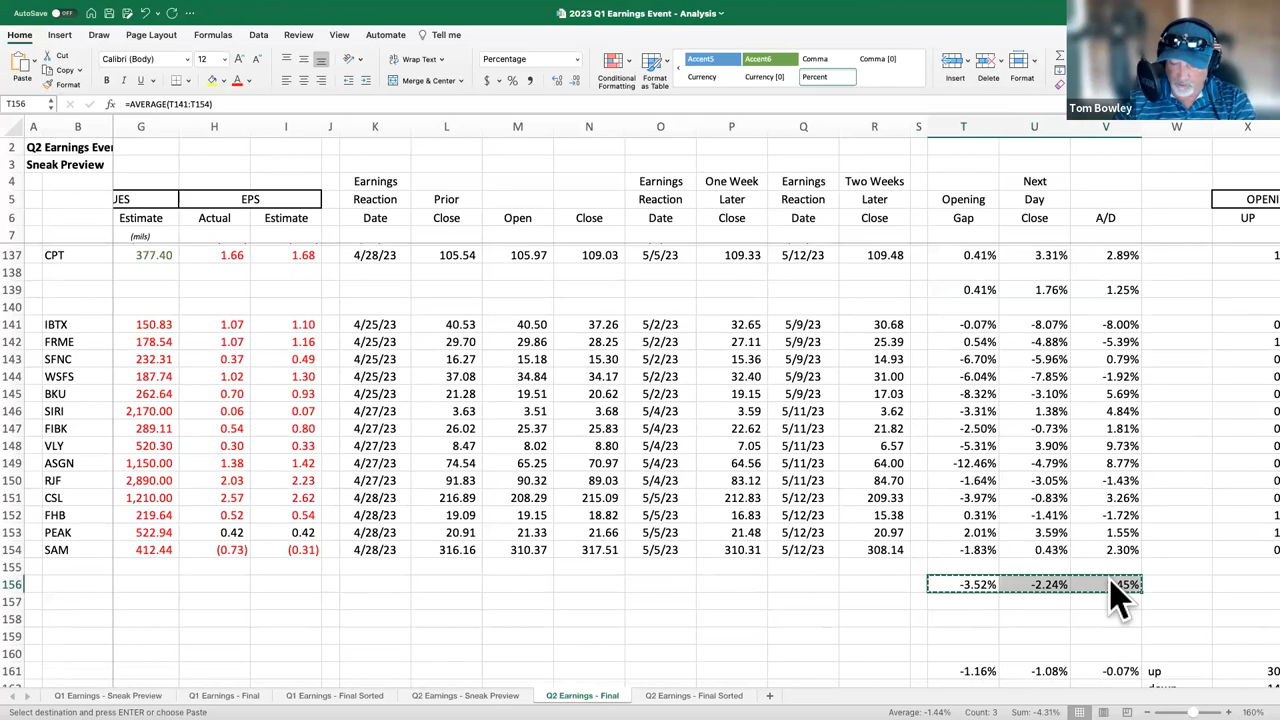 AutoSave OFF 2023 Q1 Earnings Event - Analysis
Home Insert Draw Page Layout Formulas Data Review View Automate Tell me
Paste Cut Copy Format Calibri (Body) 12 Wrap Text Merge & Center Percentage Conditional Formatting Format as Table Accent5 Accent6 Comma Comma [0] Currency Currency [0] Percent Insert Delete Format
Tom Bowley
T156 fx =AVERAGE(T141:T154)
A B G H I J K L M N O P Q R S T U V W X
2 Q2 Earnings Eve
3 Sneak Preview
4 Earnings Earnings One Week Earnings Two Weeks Next
5 UES EPS Reaction Prior Reaction Later Reaction Later Opening Day OPENI
6 Estimate Actual Estimate Date Close Open Close Date Close Date Close Gap Close A/D UP
7 (mils)
137 CPT 377.40 1.66 1.68 4/28/23 105.54 105.97 109.03 5/5/23 109.33 5/12/23 109.48 0.41% 3.31% 2.89% 1
138
139 0.41% 1.76% 1.25%
140
141 IBTX 150.83 1.07 1.10 4/25/23 40.53 40.50 37.26 5/2/23 32.65 5/9/23 30.68 -0.07% -8.07% -8.00% 0
142 FRME 178.54 1.07 1.16 4/25/23 29.70 29.86 28.25 5/2/23 27.11 5/9/23 25.39 0.54% -4.88% -5.39% 1
143 SFNC 232.31 0.37 0.49 4/25/23 16.27 15.18 15.30 5/2/23 15.36 5/9/23 14.93 -6.70% -5.96% 0.79% 0
144 WSFS 187.74 1.02 1.30 4/25/23 37.08 34.84 34.17 5/2/23 32.40 5/9/23 31.00 -6.04% -7.85% -1.92% 0
145 BKU 262.64 0.70 0.93 4/25/23 21.28 19.51 20.62 5/2/23 19.15 5/9/23 17.03 -8.32% -3.10% 5.69% 0
146 SIRI 2,170.00 0.06 0.07 4/27/23 3.63 3.51 3.68 5/4/23 3.59 5/11/23 3.62 -3.31% 1.38% 4.84% 0
147 FIBK 289.11 0.54 0.80 4/27/23 26.02 25.37 25.83 5/4/23 22.62 5/11/23 21.82 -2.50% -0.73% 1.81% 0
148 VLY 520.30 0.30 0.33 4/27/23 8.47 8.02 8.80 5/4/23 7.05 5/11/23 6.57 -5.31% 3.90% 9.73% 0
149 ASGN 1,150.00 1.38 1.42 4/27/23 74.54 65.25 70.97 5/4/23 64.56 5/11/23 64.00 -12.46% -4.79% 8.77% 0
150 RJF 2,890.00 2.03 2.23 4/27/23 91.83 90.32 89.03 5/4/23 83.12 5/11/23 84.70 -1.64% -3.05% -1.43% 0
151 CSL 1,210.00 2.57 2.62 4/28/23 216.89 208.29 215.09 5/5/23 212.83 5/12/23 209.33 -3.97% -0.83% 3.26% 0
152 FHB 219.64 0.52 0.54 4/28/23 19.09 19.15 18.82 5/5/23 16.83 5/12/23 15.38 0.31% -1.41% -1.72% 1
153 PEAK 522.94 0.42 0.42 4/28/23 20.91 21.33 21.66 5/5/23 21.48 5/12/23 20.97 2.01% 3.59% 1.55% 1
154 SAM 412.44 (0.73) (0.31) 4/28/23 316.16 310.37 317.51 5/5/23 310.31 5/12/23 308.14 -1.83% 0.43% 2.30% 0
155
156 -3.52% -2.24% 45%
157
158
159
160
161 -1.16% -1.08% -0.07% up 30
Q1 Earnings - Sneak Preview Q1 Earnings - Final Q1 Earnings - Final Sorted Q2 Earnings - Sneak Preview Q2 Earnings - Final Q2 Earnings - Final Sorted +
Select destination and press ENTER or choose Paste Average: -1.44% Count: 3 Sum: -4.31% 160%